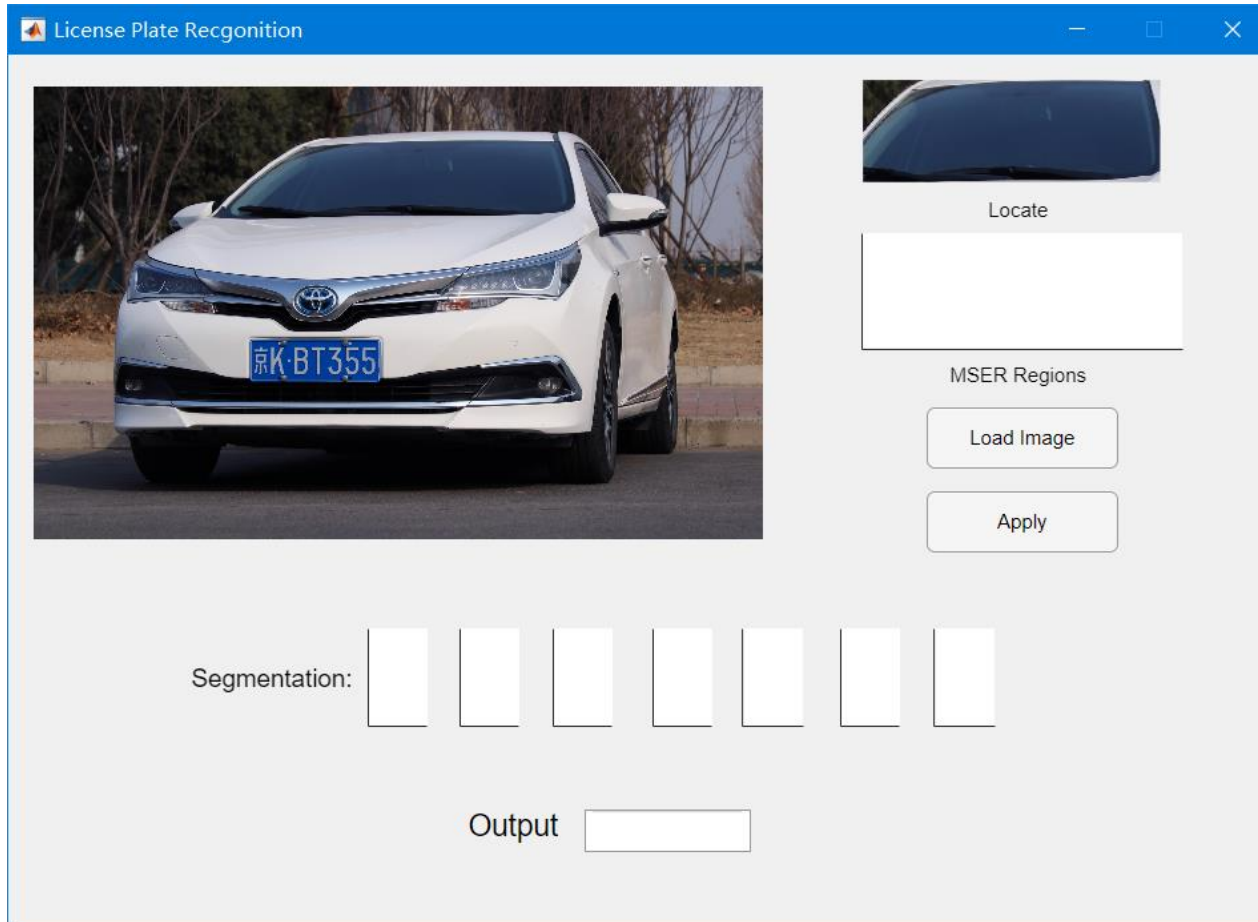 License Plate Recgonition
京K·BT355
Locate
MSER Regions
Load Image
Apply
Segmentation:
Output